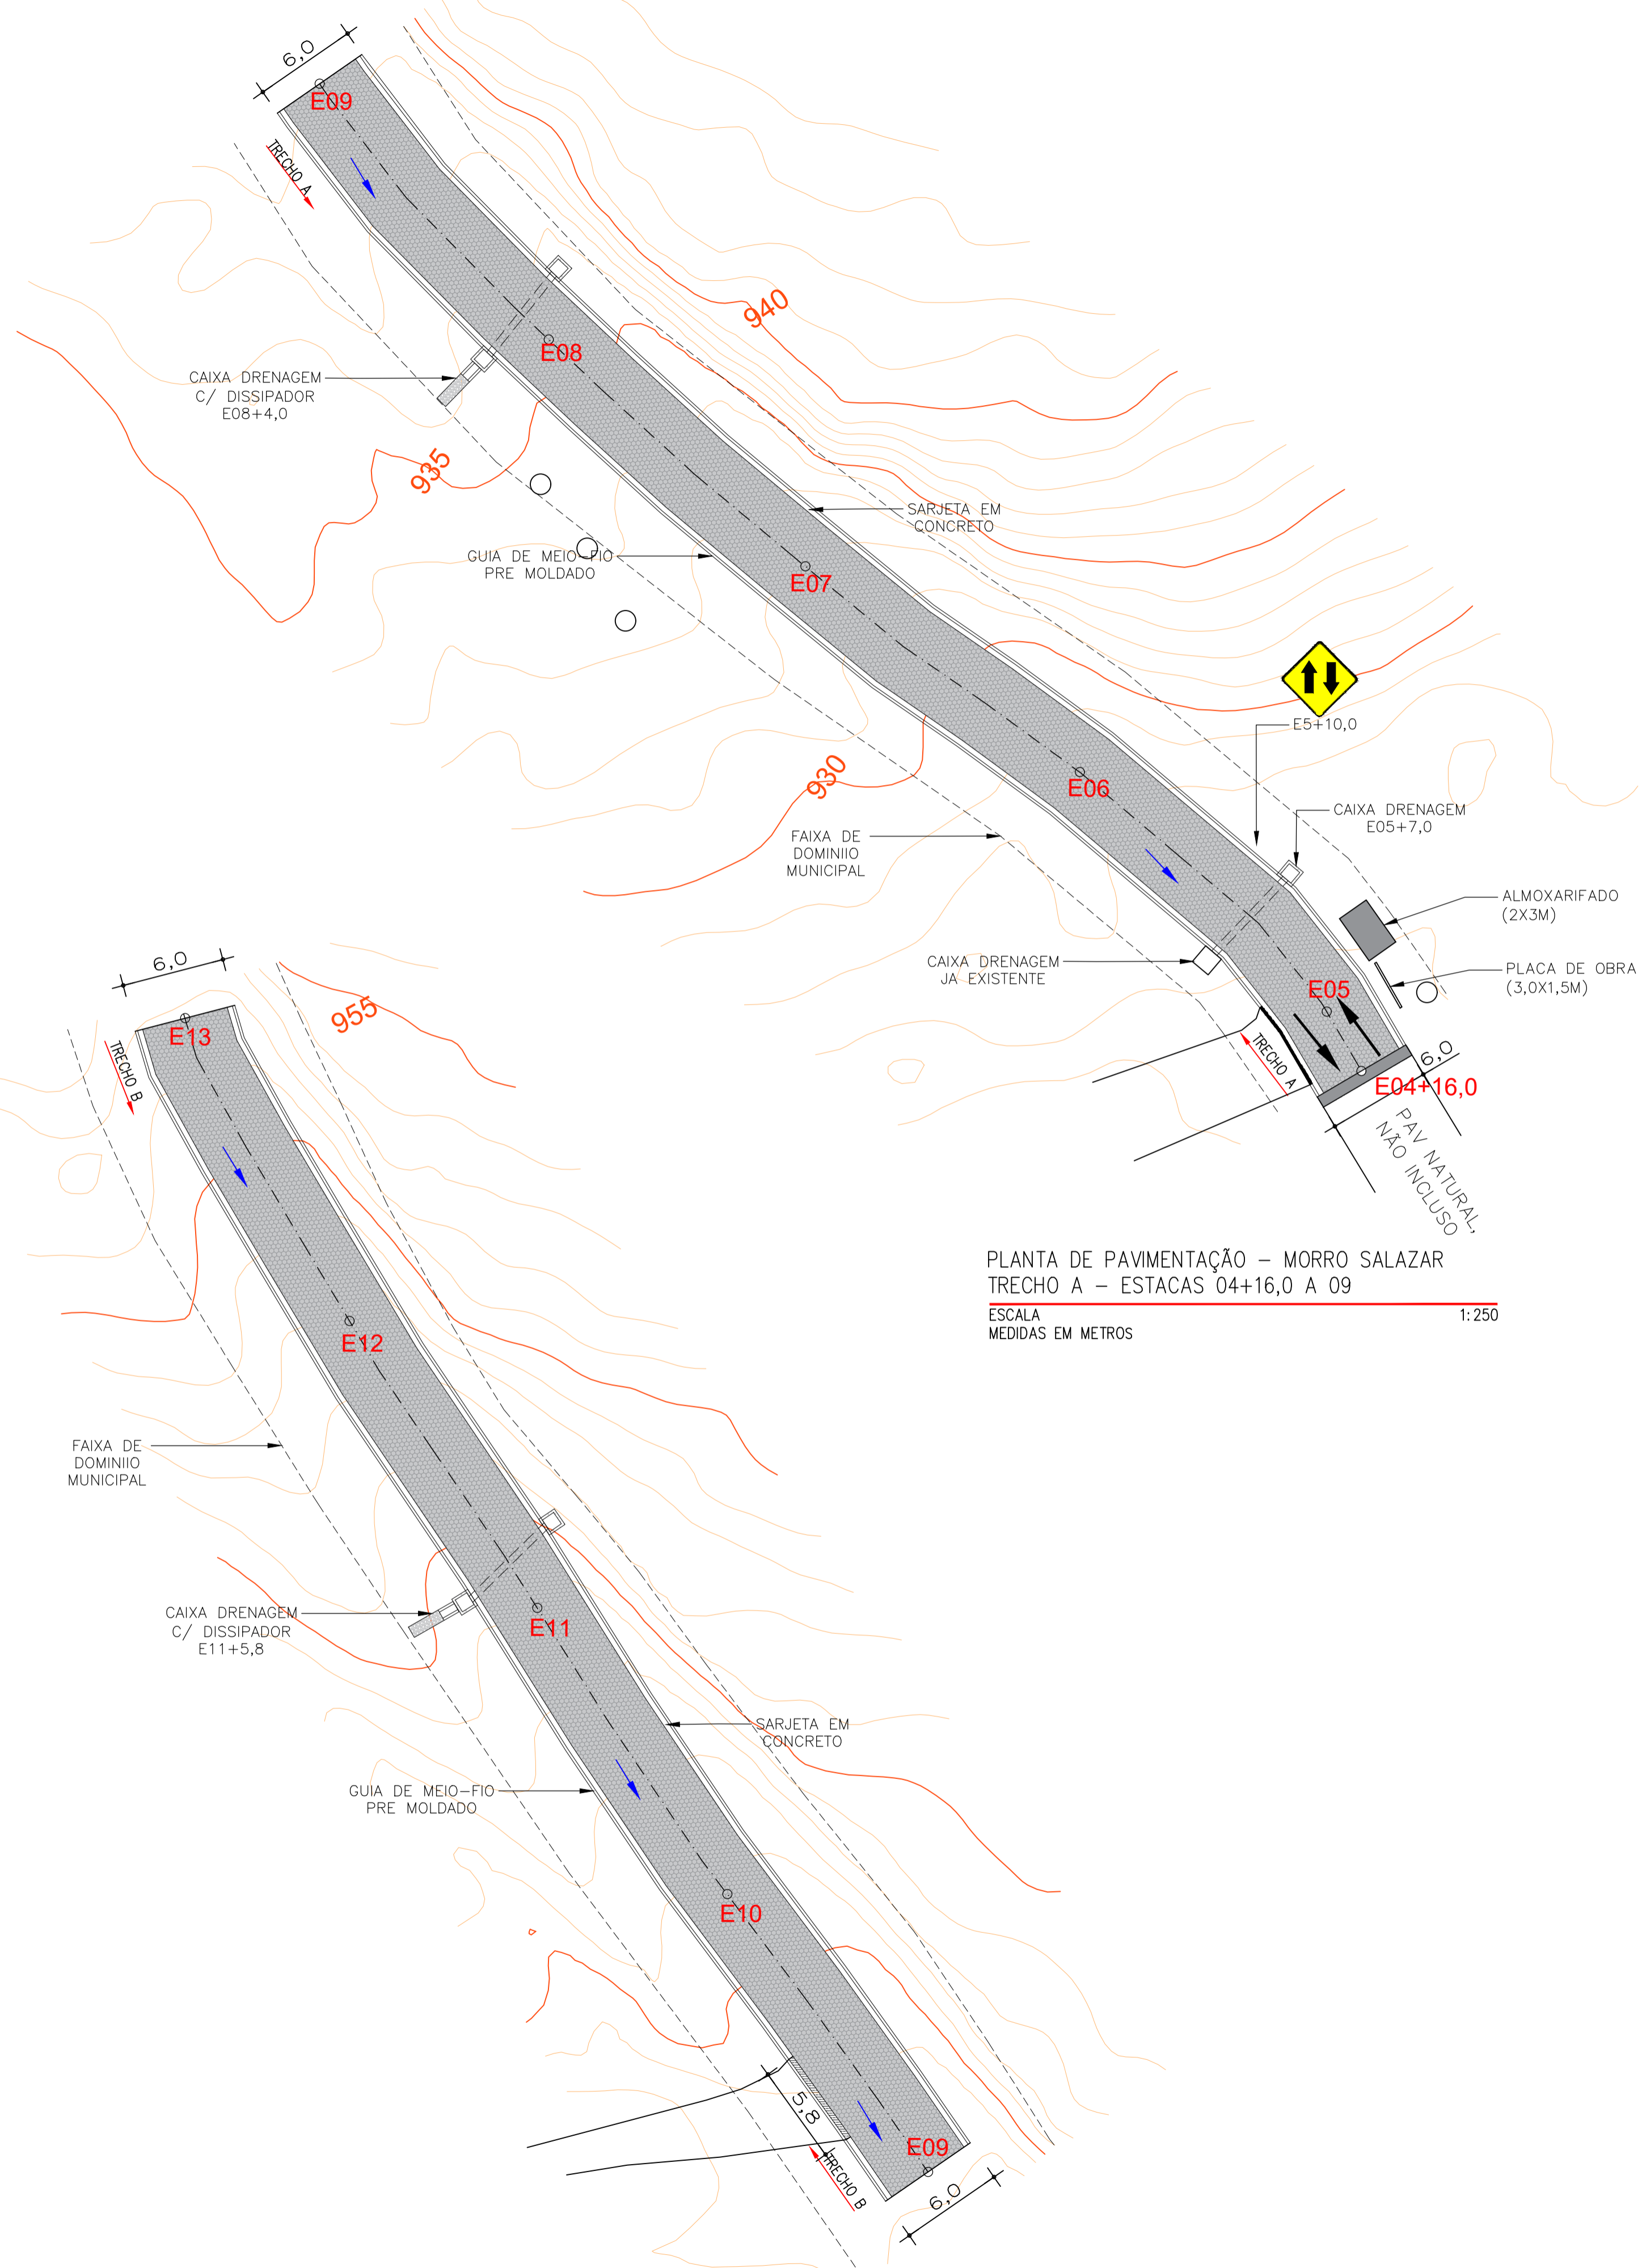 6,0
E09
TRECHO A
940
E08
CAIXA DRENAGEM
C/ DISSIPADOR
E08+4,0
935
SARJETA EM
CONCRETO
GUIA DE MEIO-FIO
PRE MOLDADO
E07
E5+10,0
930
E06
CAIXA DRENAGEM
E05+7,0
FAIXA DE
DOMINIIO
MUNICIPAL
ALMOXARIFADO
(2X3M)
CAIXA DRENAGEM
JA EXISTENTE
PLACA DE OBRA
(3,0X1,5M)
E05
TRECHO A
6,0
E04+16,0
PAV NATURAL,
NÃO INCLUSO
PLANTA DE PAVIMENTAÇÃO – MORRO SALAZAR
TRECHO A – ESTACAS 04+16,0 A 09
ESCALA 1:250
MEDIDAS EM METROS
6,0
955
E13
TRECHO B
E12
FAIXA DE
DOMINIIO
MUNICIPAL
CAIXA DRENAGEM
C/ DISSIPADOR
E11+5,8
E11
SARJETA EM
CONCRETO
GUIA DE MEIO-FIO
PRE MOLDADO
E10
5,8
E09
TRECHO B
6,0